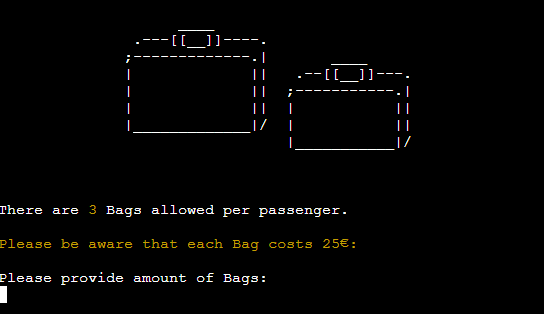 There are 3 Bags allowed per passenger.
Please be aware that each Bag costs 25€:
Please provide amount of Bags: